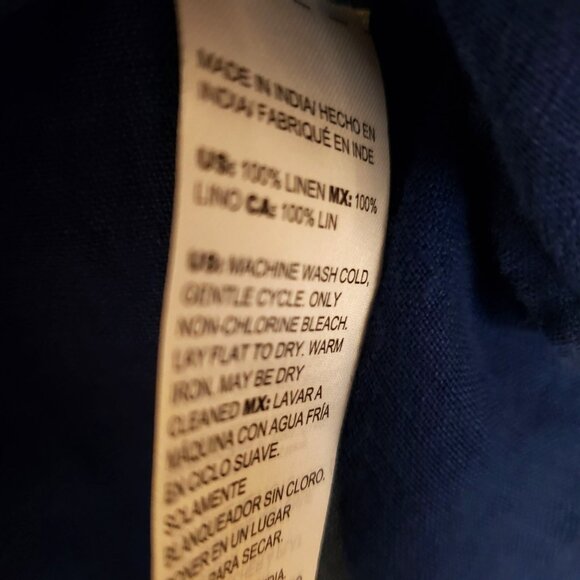 MADE IN INDIA/ HECHO EN
INDIA/ FABRIQUÉ EN INDE
US: 100% LINEN MX: 100%
LINO CA: 100% LIN
US: MACHINE WASH COLD,
GENTLE CYCLE. ONLY
NON-CHLORINE BLEACH.
LAY FLAT TO DRY. WARM
IRON. MAY BE DRY
CLEANED MX: LAVAR A
MÁQUINA CON AGUA FRÍA
EN CICLO SUAVE.
SOLAMENTE
BLANQUEADOR SIN CLORO.
PONER EN UN LUGAR
PARA SECAR.